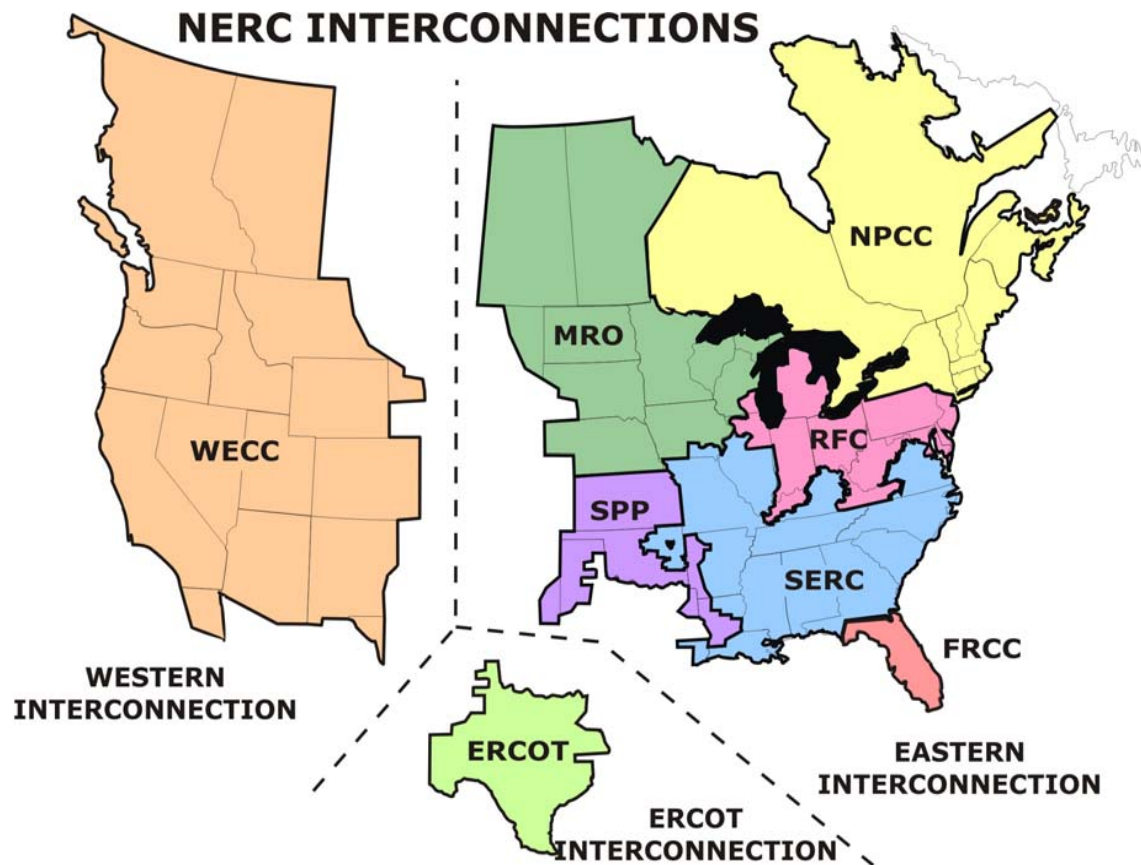 NERC INTERCONNECTIONS
NPCC
MRO
RFC
WECC
SPP
SERC
FRCC
WESTERN
INTERCONNECTION
ERCOT
EASTERN
INTERCONNECTION
ERCOT
INTERCONNECTION